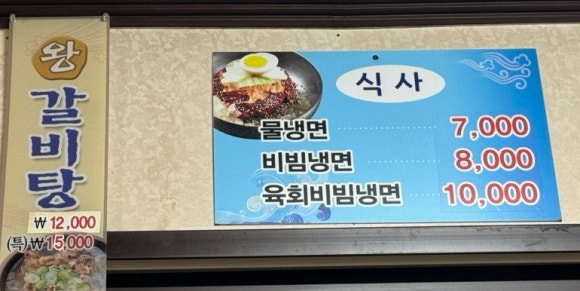 왕
갈비탕
₩12,000
(특)₩15,000
식사
물냉면 7,000
비빔냉면 8,000
육회비빔냉면 10,000